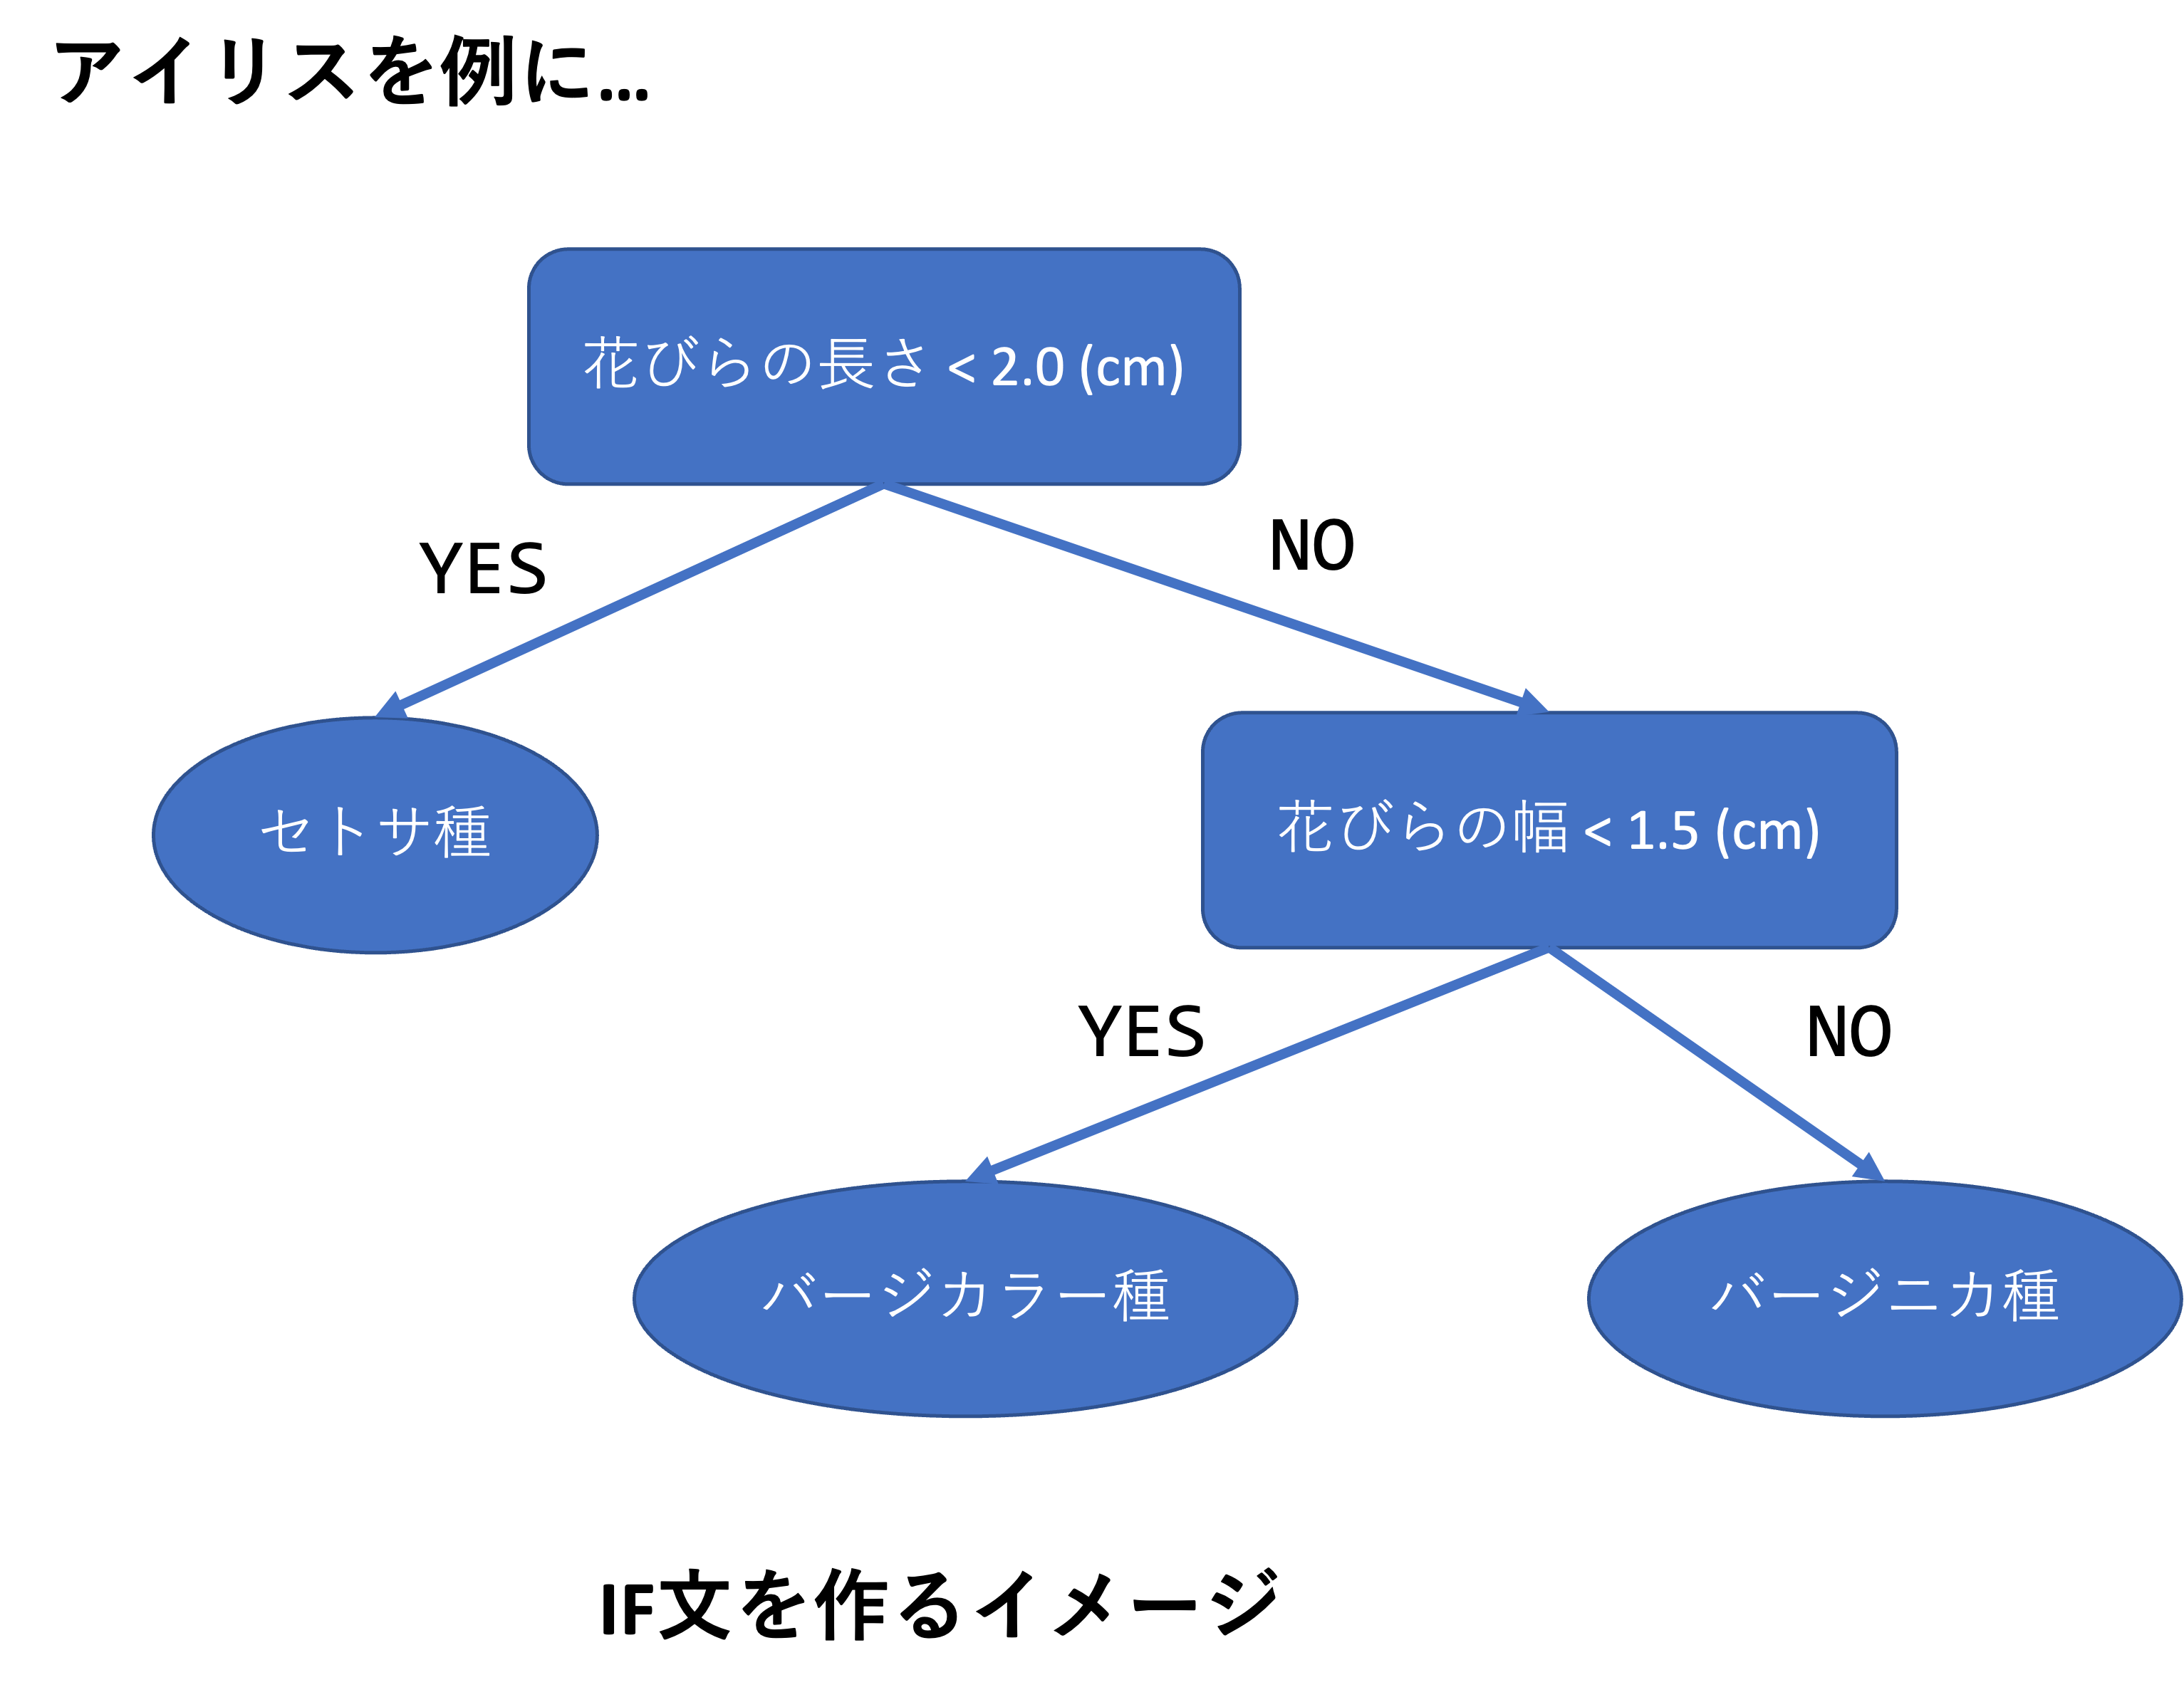 アイリスを例に…
花びらの長さ < 2.0 (cm)
YES
NO
セトサ種
花びらの幅 < 1.5 (cm)
YES
NO
バージカラー種
バージニカ種
IF文を作るイメージ